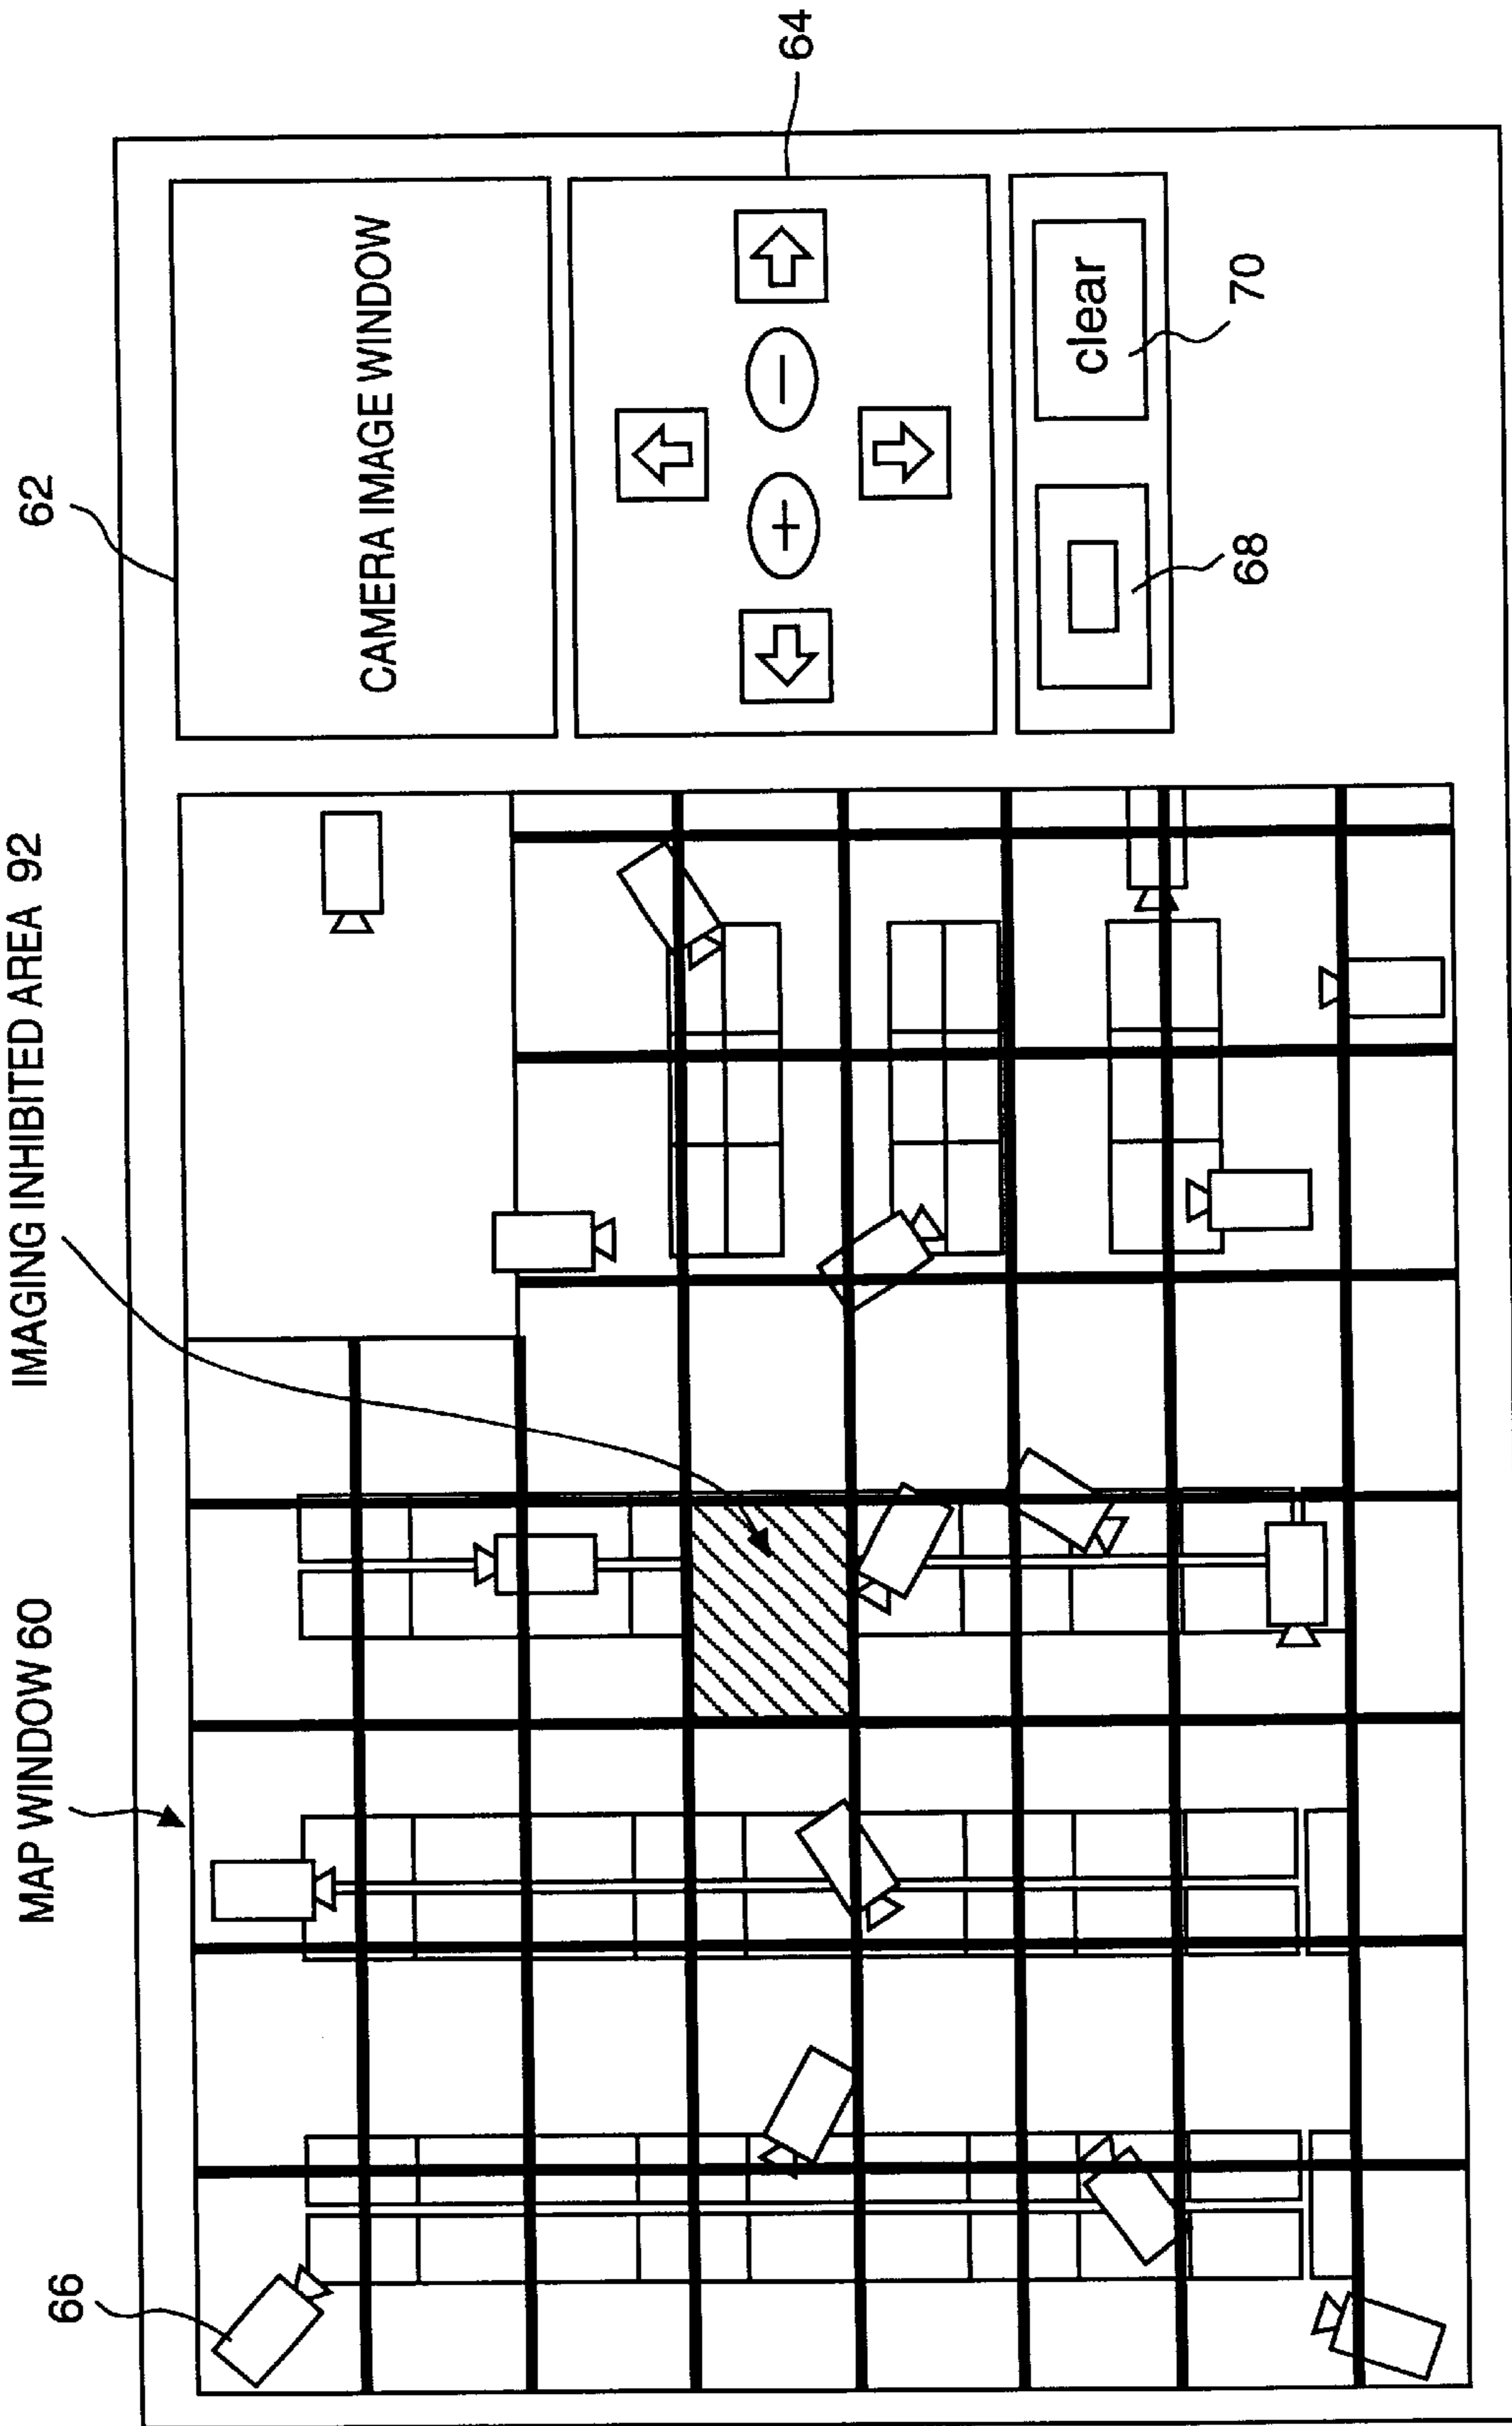 MAP WINDOW 60
IMAGING INHIBITED AREA 92
62
66
CAMERA IMAGE WINDOW
64
+
−
clear
68
70